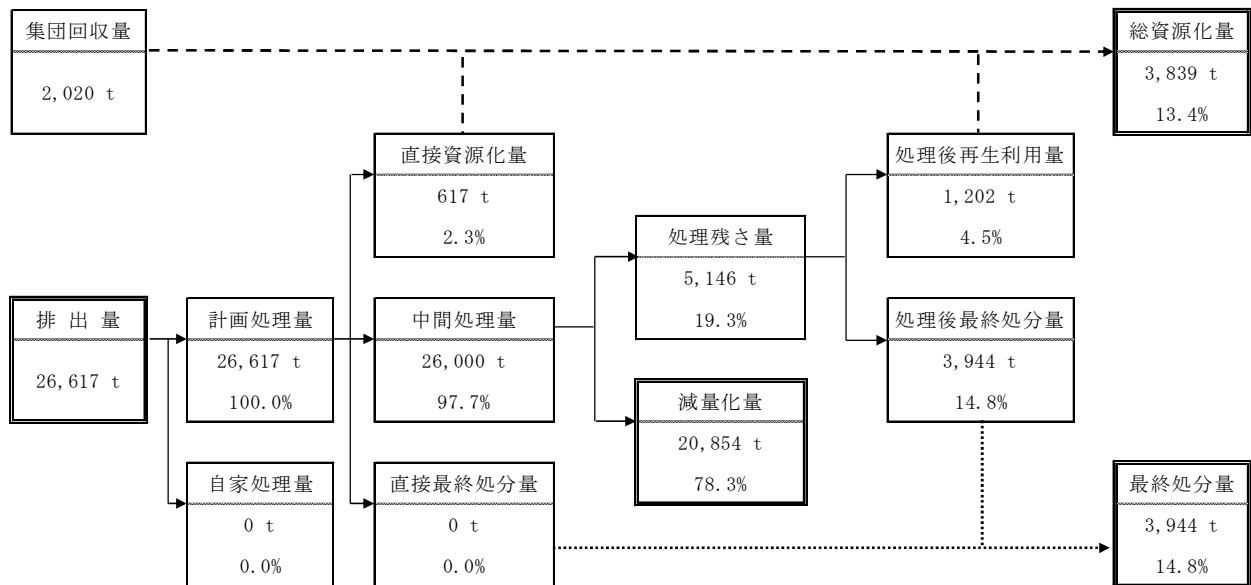 集団回収量
2,020 t
総資源化量
3,839 t
13.4%
直接資源化量
617 t
2.3%
処理後再生利用量
1,202 t
4.5%
処理残さ量
5,146 t
19.3%
排 出 量
26,617 t
計画処理量
26,617 t
100.0%
中間処理量
26,000 t
97.7%
処理後最終処分量
3,944 t
14.8%
減量化量
20,854 t
78.3%
自家処理量
0 t
0.0%
直接最終処分量
0 t
0.0%
最終処分量
3,944 t
14.8%